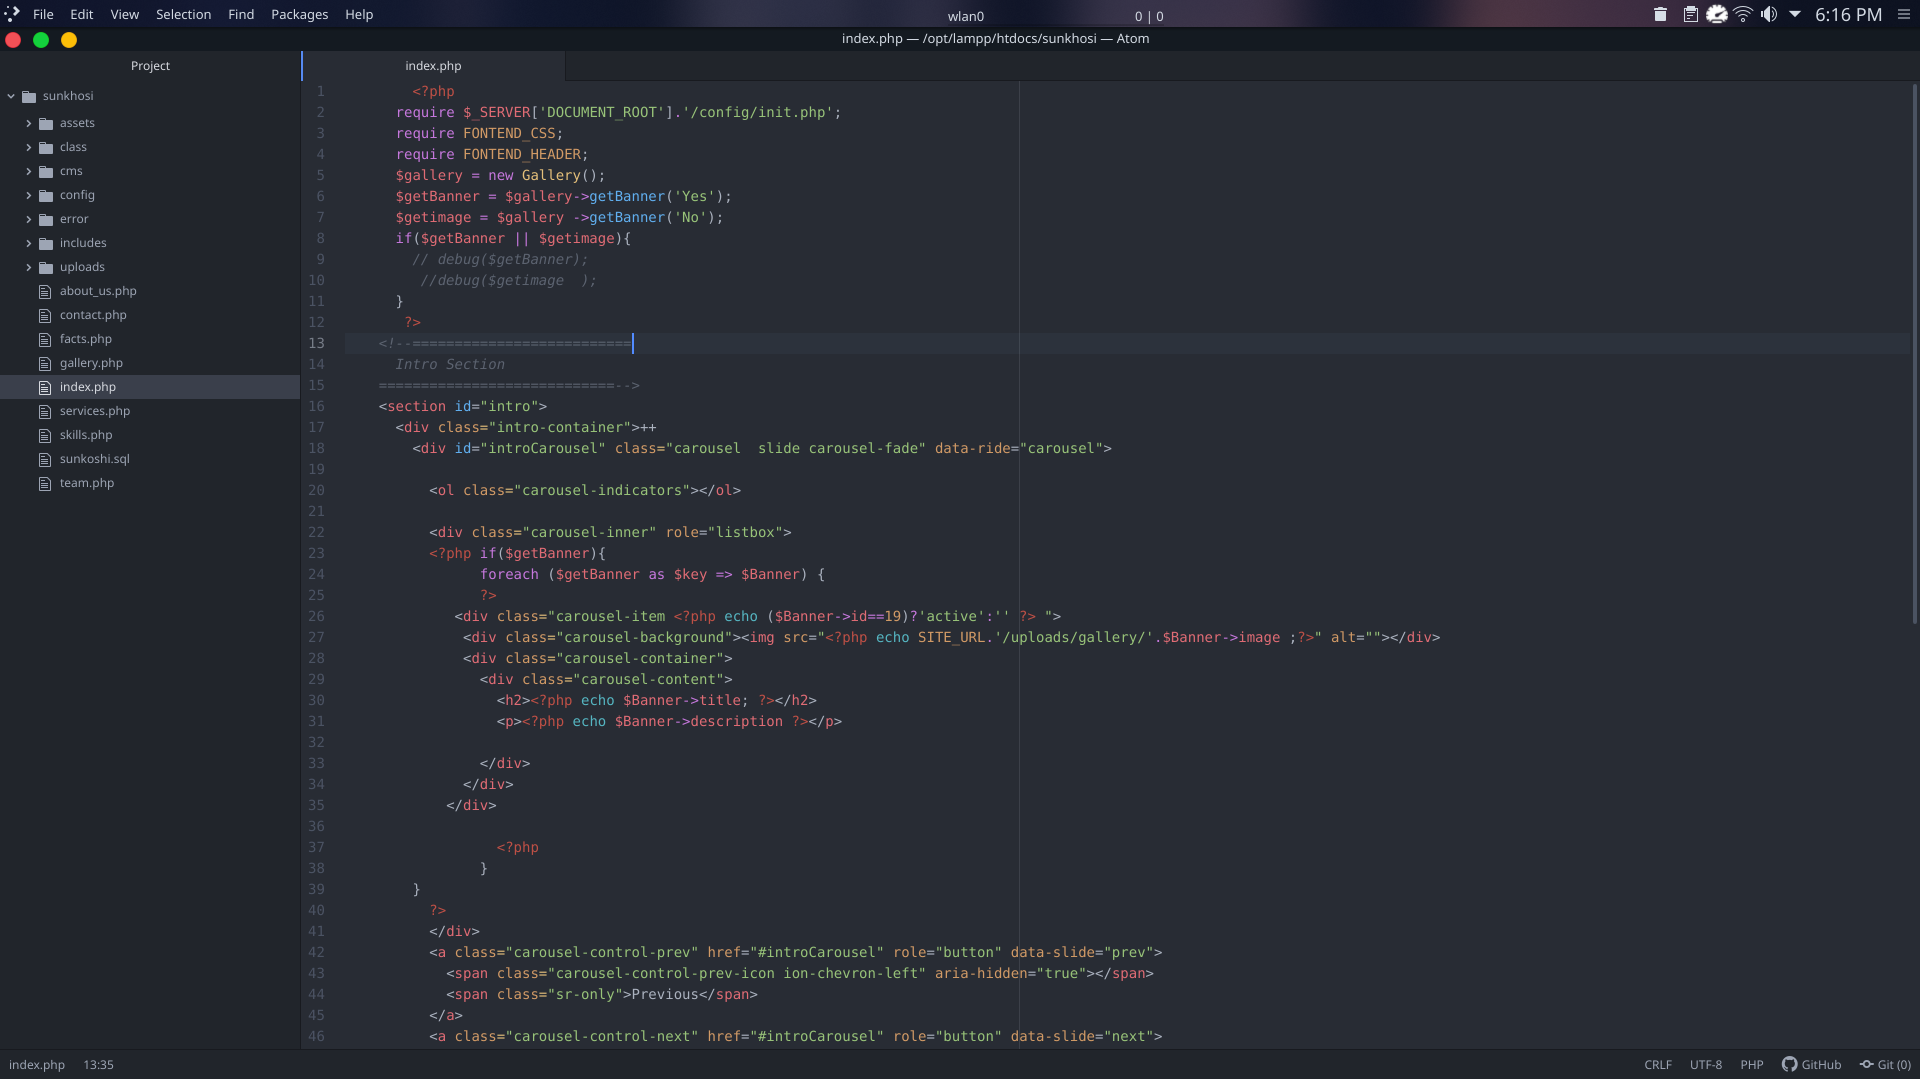 File Edit View Selection Find Packages Help wlan0 0 | 0 6:16 PM
index.php — /opt/lampp/htdocs/sunkhosi — Atom
Project
sunkhosi
assets
class
cms
config
error
includes
uploads
about_us.php
contact.php
facts.php
gallery.php
index.php
services.php
skills.php
sunkoshi.sql
team.php
index.php
1 <?php
2 require $_SERVER['DOCUMENT_ROOT'].'/config/init.php';
3 require FONTEND_CSS;
4 require FONTEND_HEADER;
5 $gallery = new Gallery();
6 $getBanner = $gallery->getBanner('Yes');
7 $getimage = $gallery ->getBanner('No');
8 if($getBanner || $getimage){
9 // debug($getBanner);
10 //debug($getimage  );
11 }
12 ?>
13 <!--==========================
14 Intro Section
15 ============================-->
16 <section id="intro">
17 <div class="intro-container">++
18 <div id="introCarousel" class="carousel  slide carousel-fade" data-ride="carousel">
19
20 <ol class="carousel-indicators"></ol>
21
22 <div class="carousel-inner" role="listbox">
23 <?php if($getBanner){
24 foreach ($getBanner as $key => $Banner) {
25 ?>
26 <div class="carousel-item <?php echo ($Banner->id==19)?'active':'' ?> ">
27 <div class="carousel-background"><img src="<?php echo SITE_URL.'/uploads/gallery/'.$Banner->image ;?>" alt=""></div>
28 <div class="carousel-container">
29 <div class="carousel-content">
30 <h2><?php echo $Banner->title; ?></h2>
31 <p><?php echo $Banner->description ?></p>
32
33 </div>
34 </div>
35 </div>
36
37 <?php
38 }
39 }
40 ?>
41 </div>
42 <a class="carousel-control-prev" href="#introCarousel" role="button" data-slide="prev">
43 <span class="carousel-control-prev-icon ion-chevron-left" aria-hidden="true"></span>
44 <span class="sr-only">Previous</span>
45 </a>
46 <a class="carousel-control-next" href="#introCarousel" role="button" data-slide="next">
index.php 13:35 CRLF UTF-8 PHP GitHub Git (0)